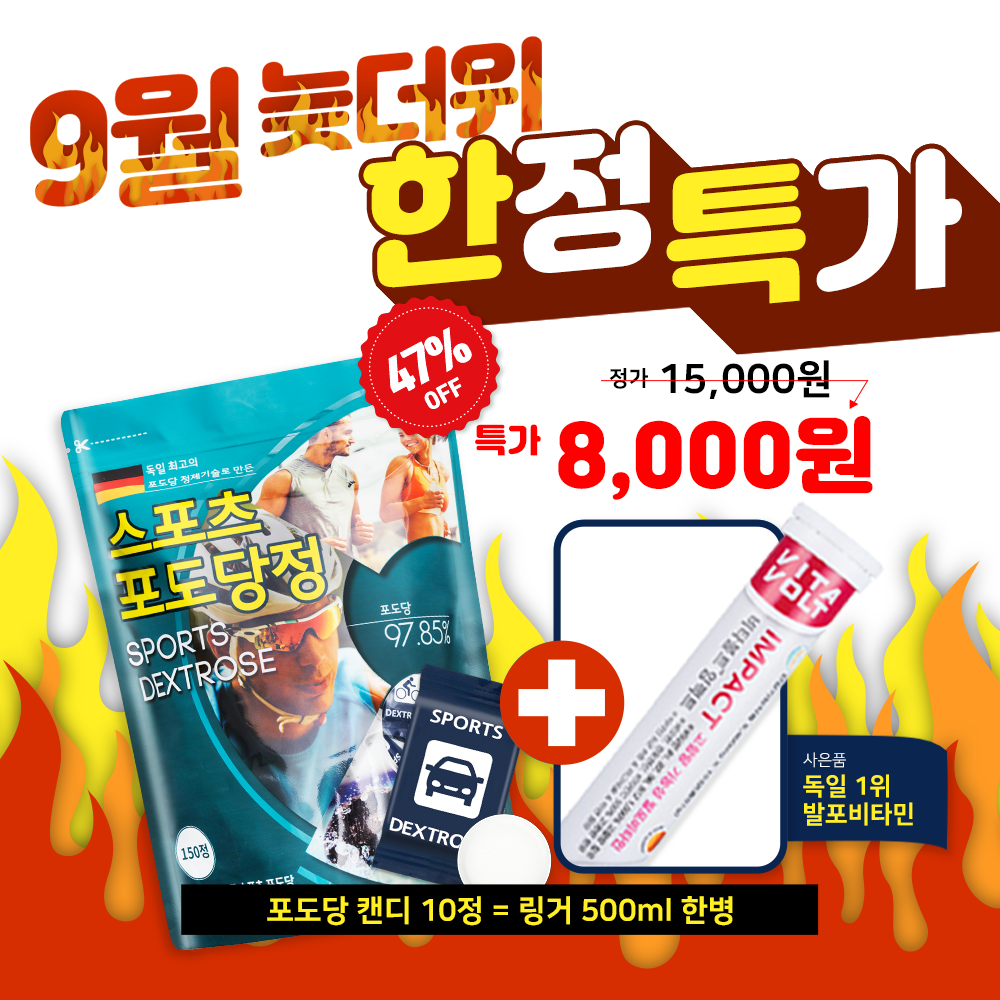 9월 늦더위
한정특가
47%
OFF
정가 15,000원
특가 8,000원
독일 최고의
포도당 정제기술로 만든
스포츠
포도당정
SPORTS
DEXTROSE
포도당
97.85%
SPORTS
DEXTRO
DEXTR
150정
VITA
VOLT
IMPACT
사은품
독일 1위
발포비타민
포도당 캔디 10정 = 링거 500ml 한병